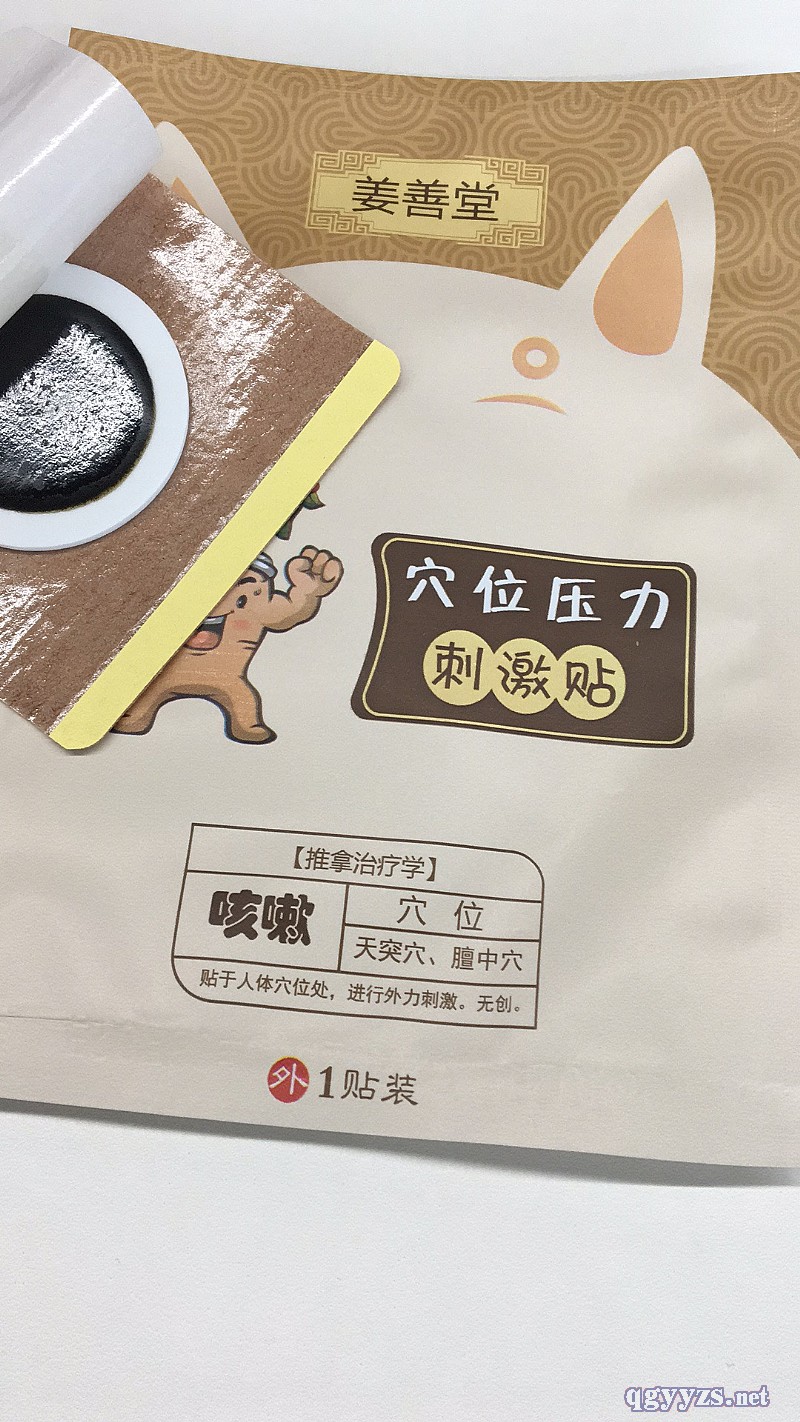 姜善堂
穴位压力
刺激贴
【推拿治疗学】
咳嗽
穴 位
天突穴、膻中穴
贴于人体穴位处，进行外力刺激。无创。
外 1贴装
qgyyzs.net